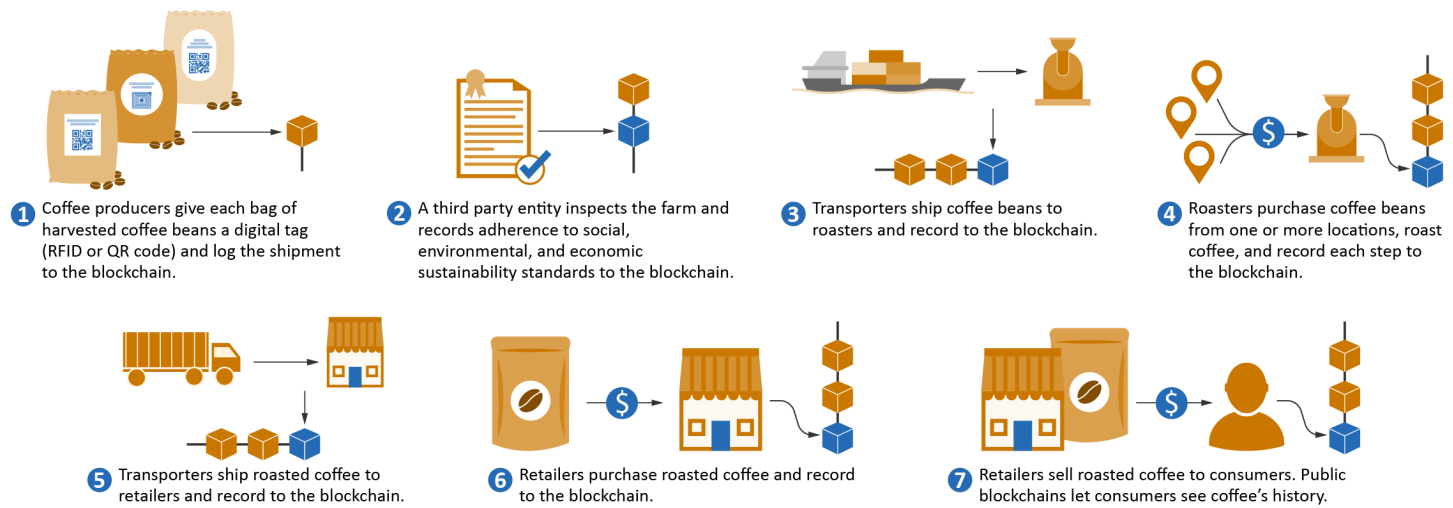 1 Coffee producers give each bag of
harvested coffee beans a digital tag
(RFID or QR code) and log the shipment
to the blockchain.
2 A third party entity inspects the farm and
records adherence to social,
environmental, and economic
sustainability standards to the blockchain.
3 Transporters ship coffee beans to
roasters and record to the blockchain.
$
4 Roasters purchase coffee beans
from one or more locations, roast
coffee, and record each step to
the blockchain.
5 Transporters ship roasted coffee to
retailers and record to the blockchain.
$
6 Retailers purchase roasted coffee and record
to the blockchain.
$
7 Retailers sell roasted coffee to consumers. Public
blockchains let consumers see coffee’s history.